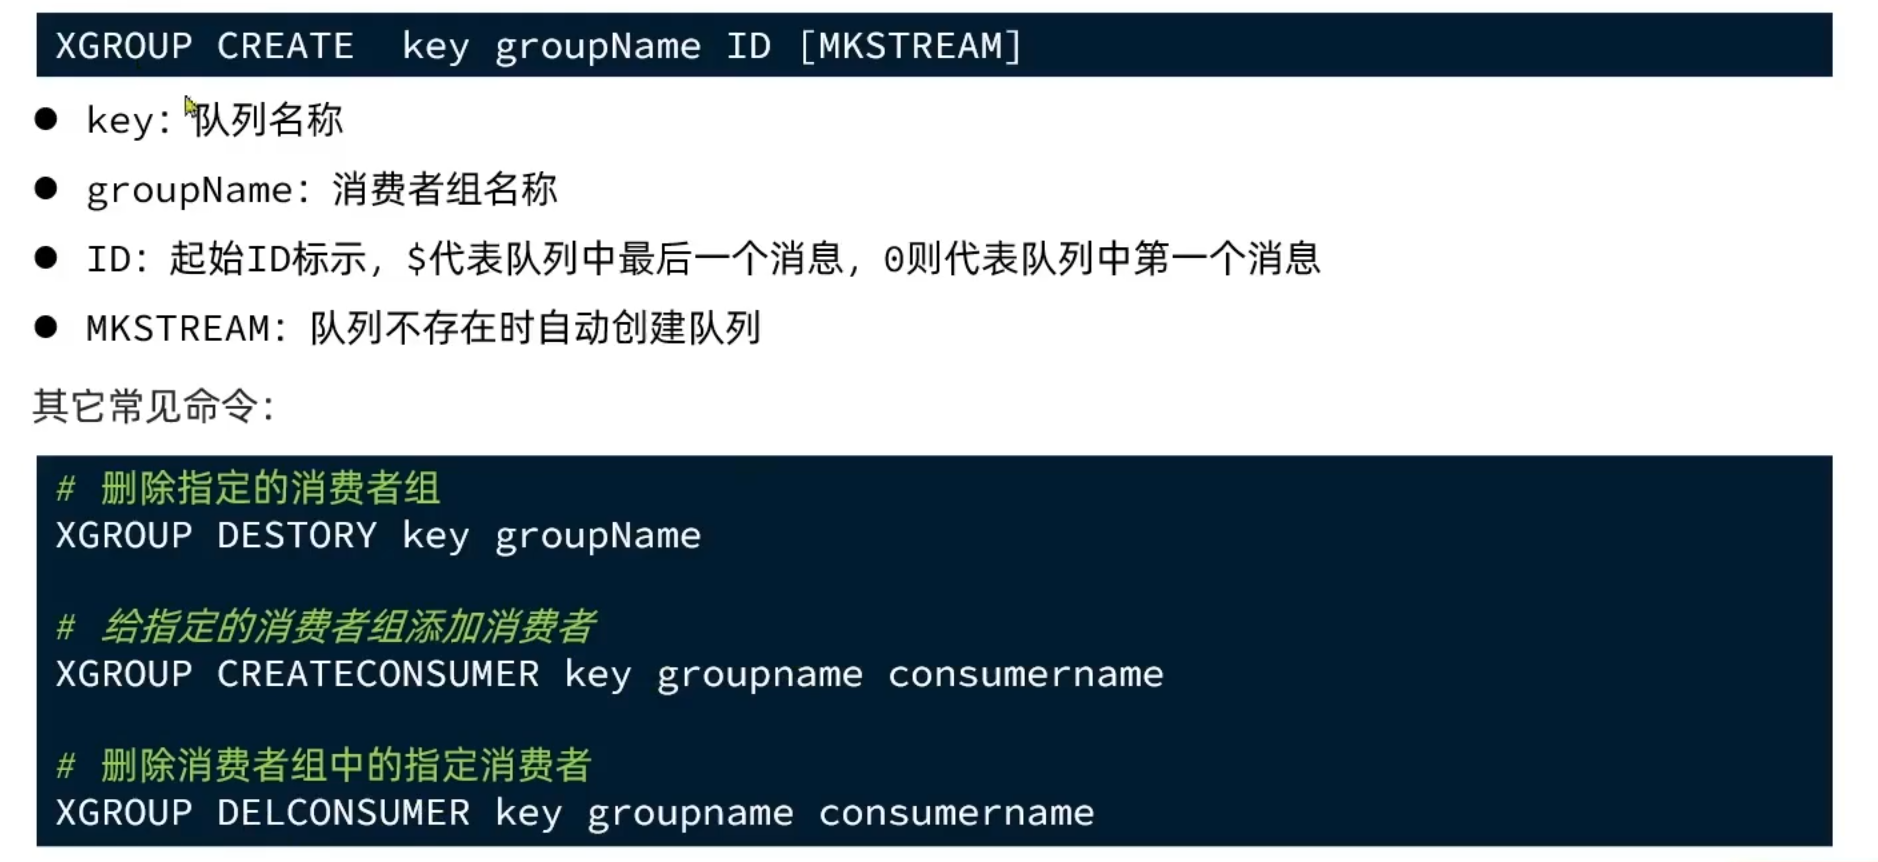 XGROUP CREATE  key groupName ID [MKSTREAM]
● key：队列名称
● groupName：消费者组名称
● ID：起始ID标示，$代表队列中最后一个消息，0则代表队列中第一个消息
● MKSTREAM：队列不存在时自动创建队列
其它常见命令：
# 删除指定的消费者组
XGROUP DESTORY key groupName
# 给指定的消费者组添加消费者
XGROUP CREATECONSUMER key groupname consumername
# 删除消费者组中的指定消费者
XGROUP DELCONSUMER key groupname consumername